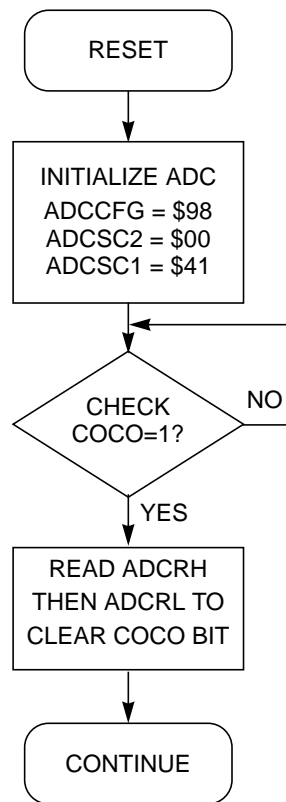 RESET
INITIALIZE ADC
ADCCFG = $98
ADCSC2 = $00
ADCSC1 = $41
CHECK
COCO=1?
NO
YES
READ ADCRH
THEN ADCRL TO
CLEAR COCO BIT
CONTINUE